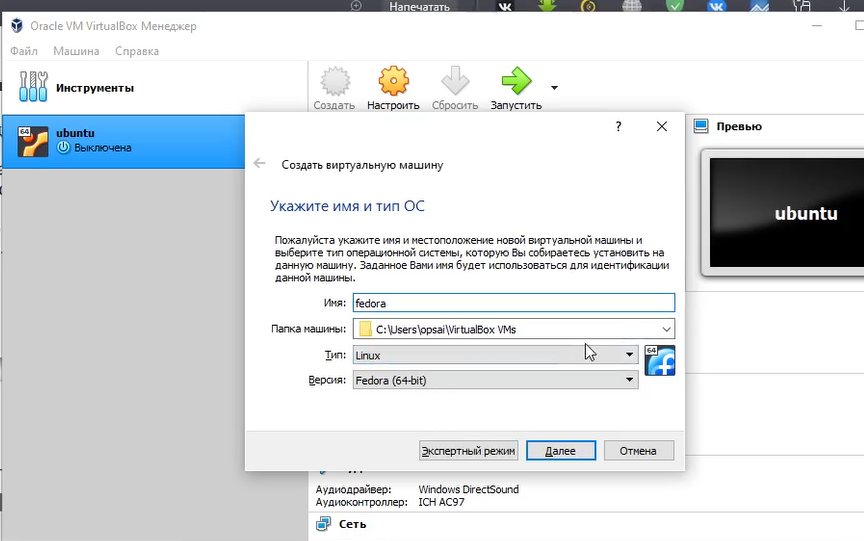 Напечатать
Oracle VM VirtualBox Менеджер
Файл Машина Справка
Инструменты
Создать Настроить Сбросить Запустить
64
ubuntu
Выключена
Превью
ubuntu
?
Создать виртуальную машину
Укажите имя и тип ОС
Пожалуйста укажите имя и местоположение новой виртуальной машины и
выберите тип операционной системы, которую Вы собираетесь установить на
данную машину. Заданное Вами имя будет использоваться для идентификации
данной машины.
Имя: fedora
Папка машины: C:\Users\opsai\VirtualBox VMs
Тип: Linux
64
Версия: Fedora (64-bit)
Экспертный режим Далее Отмена
Аудиодрайвер: Windows DirectSound
Аудиоконтроллер: ICH AC97
Сеть